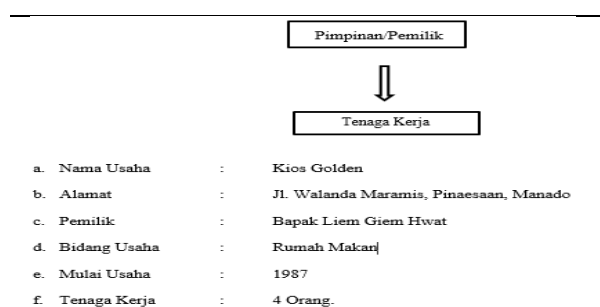 Pimpinan/Pemilik
Tenaga Kerja
a. Nama Usaha : Kios Golden
b. Alamat : Jl. Walanda Maramis, Pinaesaan, Manado
c. Pemilik : Bapak Liem Giem Hwat
d. Bidang Usaha : Rumah Makan
e. Mulai Usaha : 1987
f. Tenaga Kerja : 4 Orang.